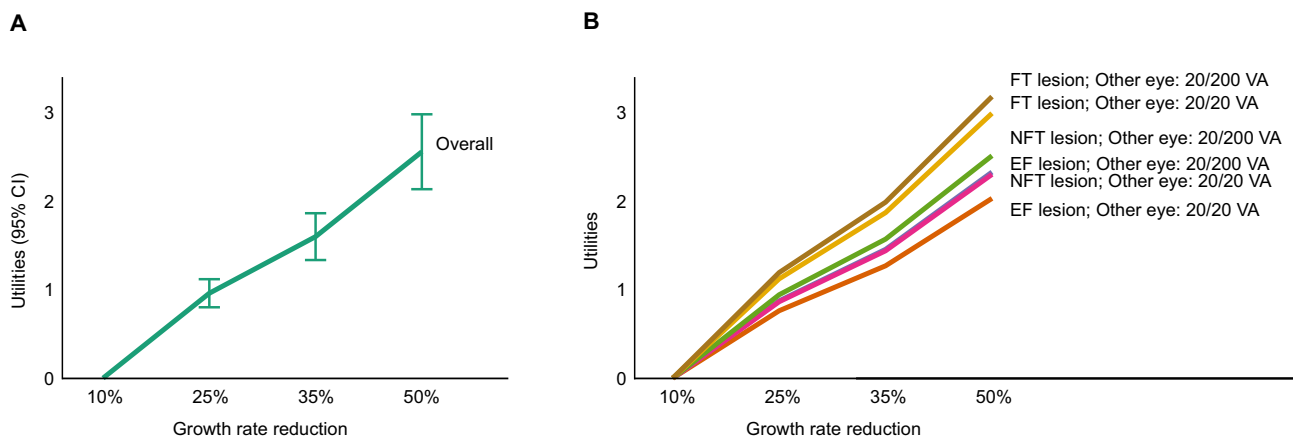 A
Utilities (95% CI)
3
2
1
0
Overall
10% 25% 35% 50%
Growth rate reduction
B
Utilities
3
2
1
0
FT lesion; Other eye: 20/200 VA
FT lesion; Other eye: 20/20 VA
NFT lesion; Other eye: 20/200 VA
EF lesion; Other eye: 20/200 VA
NFT lesion; Other eye: 20/20 VA
EF lesion; Other eye: 20/20 VA
10% 25% 35% 50%
Growth rate reduction